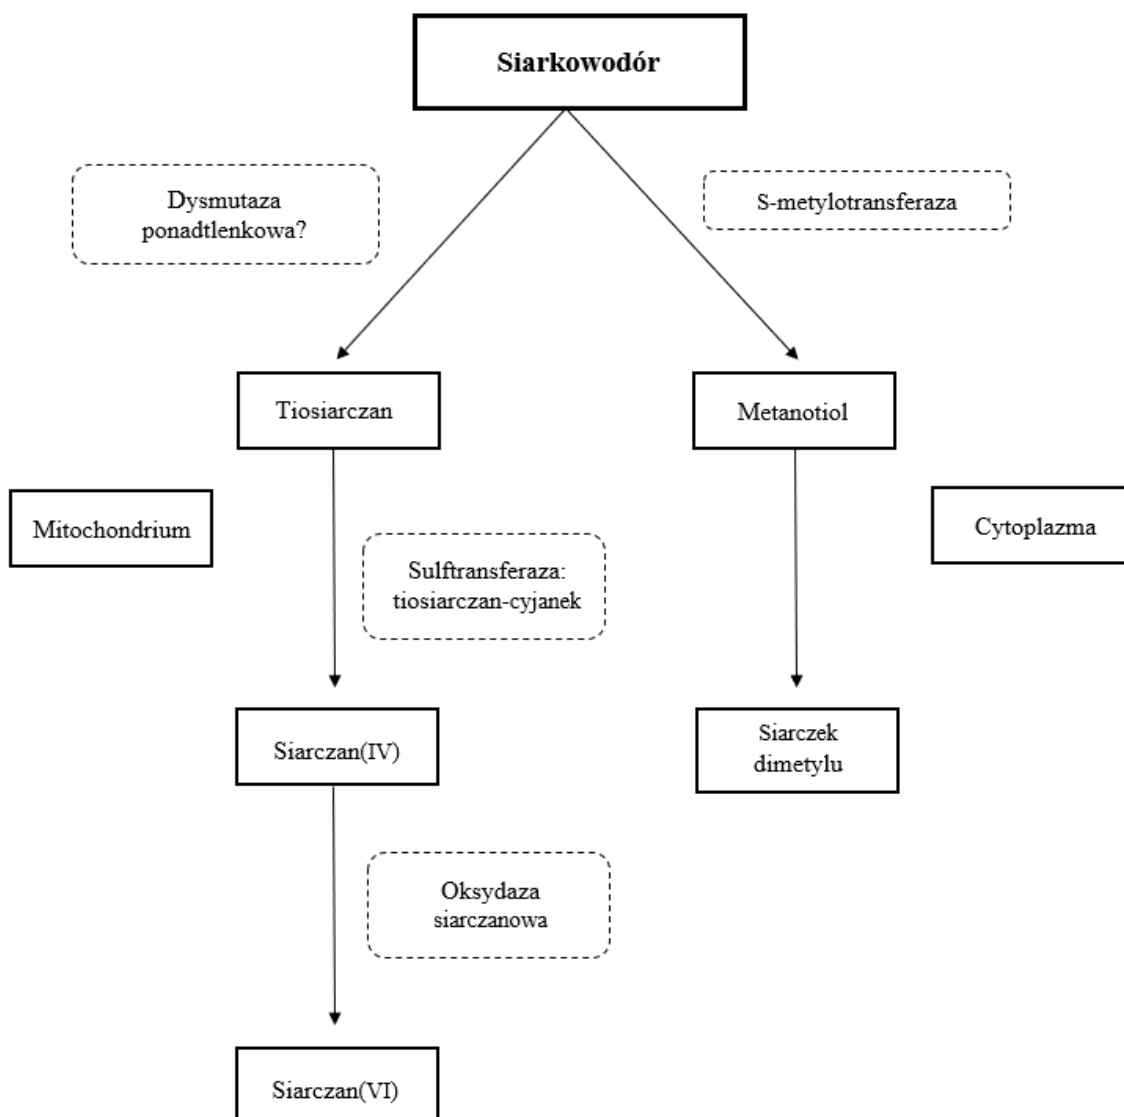 Siarkowodór
Dysmutaza
ponadtlenkowa?
S-metylotransferaza
Tiosiarczan
Metanotiol
Mitochondrium
Cytoplazma
Sulftransferaza:
tiosiarczan-cyjanek
Siarczan(IV)
Siarczek
dimetylu
Oksydaza
siarczanowa
Siarczan(VI)